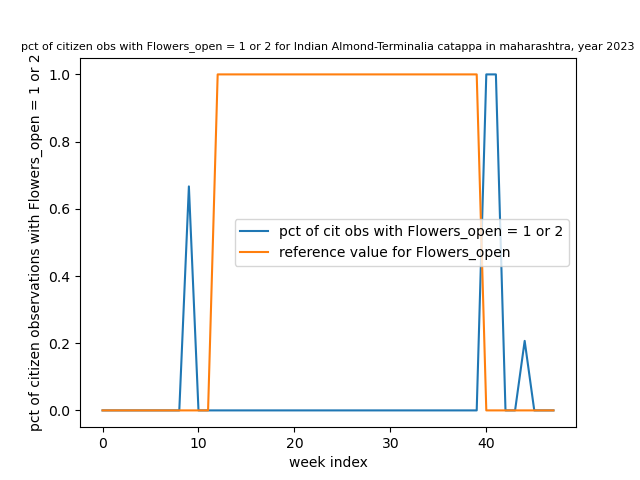 pct of citizen obs with Flowers_open = 1 or 2 for Indian Almond-Terminalia catappa in maharashtra, year 2023
pct of citizen observations with Flowers_open = 1 or 2
1.0
0.8
0.6
0.4
0.2
0.0
pct of cit obs with Flowers_open = 1 or 2
reference value for Flowers_open
0 10 20 30 40
week index